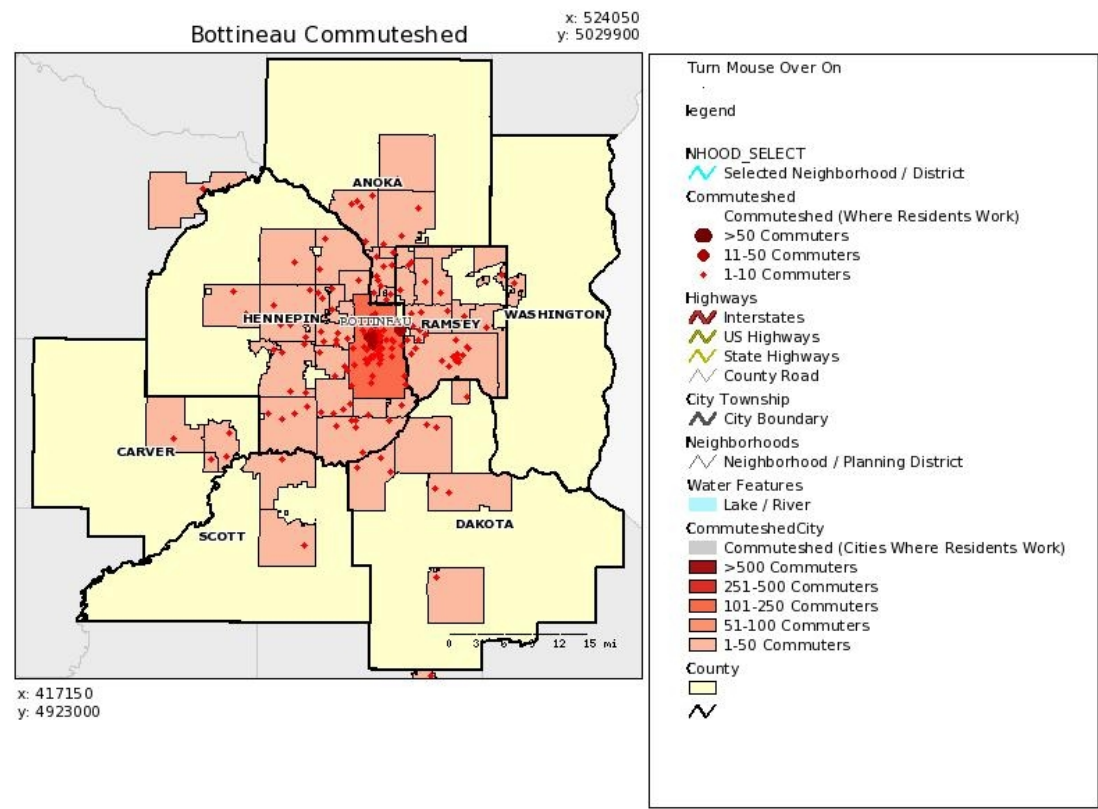 Bottineau Commuteshed
x: 524050
y: 5029900
ANOKA
HENNEPIN
BOTTINEAU
RAMSEY
WASHINGTON
CARVER
SCOTT
DAKOTA
0 3 6 9 12 15 mi
x: 417150
y: 4923000
Turn Mouse Over On
legend
NHOOD_SELECT
Selected Neighborhood / District
Commuteshed
Commuteshed (Where Residents Work)
>50 Commuters
11-50 Commuters
1-10 Commuters
Highways
Interstates
US Highways
State Highways
County Road
City Township
City Boundary
Neighborhoods
Neighborhood / Planning District
Water Features
Lake / River
CommuteshedCity
Commuteshed (Cities Where Residents Work)
>500 Commuters
251-500 Commuters
101-250 Commuters
51-100 Commuters
1-50 Commuters
County